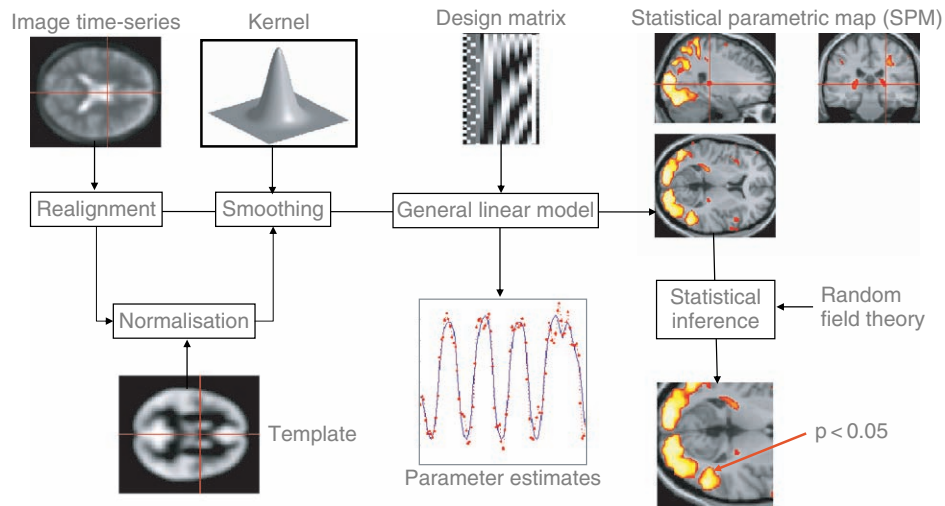 Image time-series
Kernel
Design matrix
Statistical parametric map (SPM)
Realignment
Smoothing
General linear model
Normalisation
Statistical
inference
Random
field theory
Template
Parameter estimates
p < 0.05